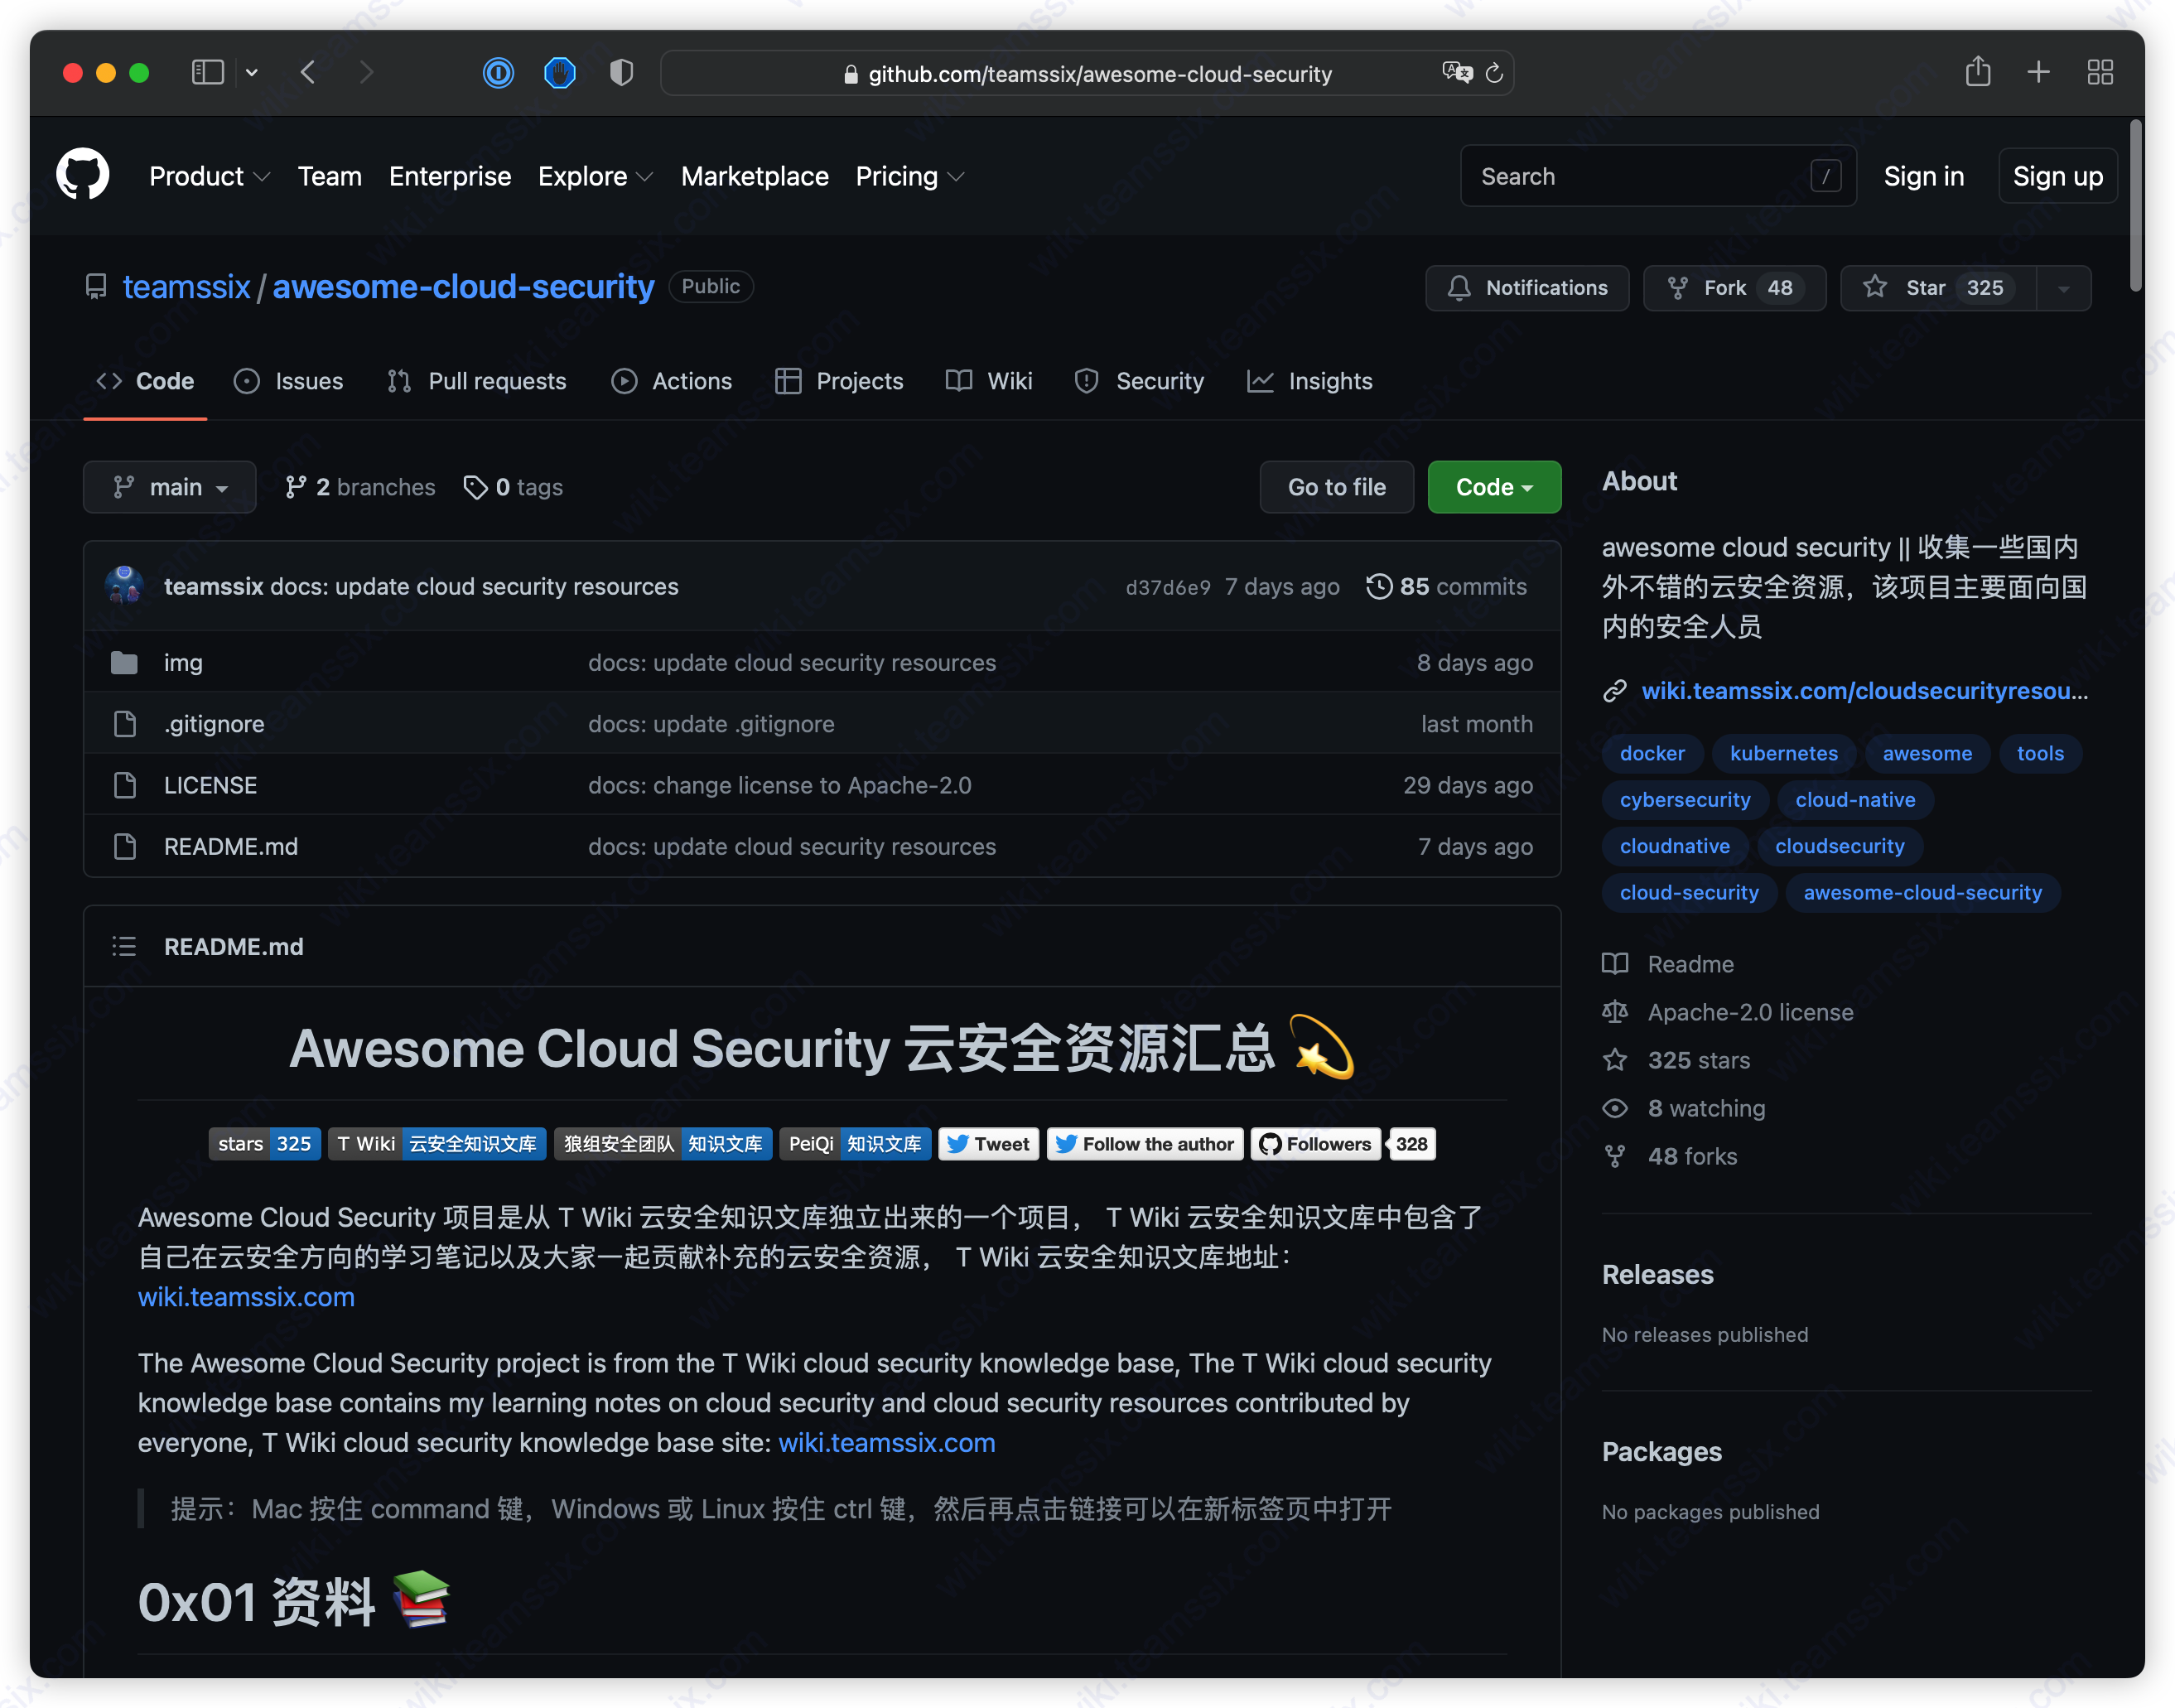 github.com/teamssix/awesome-cloud-security
Product Team Enterprise Explore Marketplace Pricing Search / Sign in Sign up
teamssix / awesome-cloud-security Public Notifications Fork 48 Star 325
Code Issues Pull requests Actions Projects Wiki Security Insights
main 2 branches 0 tags Go to file Code
teamssix docs: update cloud security resources d37d6e9 7 days ago 85 commits
img docs: update cloud security resources 8 days ago
.gitignore docs: update .gitignore last month
LICENSE docs: change license to Apache-2.0 29 days ago
README.md docs: update cloud security resources 7 days ago
README.md
Awesome Cloud Security 云安全资源汇总 💫
stars 325 T Wiki 云安全知识文库 狼组安全团队 知识文库 PeiQi 知识文库 Tweet Follow the author Followers 328
Awesome Cloud Security 项目是从 T Wiki 云安全知识文库独立出来的一个项目， T Wiki 云安全知识文库中包含了
自己在云安全方向的学习笔记以及大家一起贡献补充的云安全资源， T Wiki 云安全知识文库地址：
wiki.teamssix.com
The Awesome Cloud Security project is from the T Wiki cloud security knowledge base, The T Wiki cloud security
knowledge base contains my learning notes on cloud security and cloud security resources contributed by
everyone, T Wiki cloud security knowledge base site: wiki.teamssix.com
提示：Mac 按住 command 键，Windows 或 Linux 按住 ctrl 键，然后再点击链接可以在新标签页中打开
0x01 资料 📚
About
awesome cloud security || 收集一些国内
外不错的云安全资源，该项目主要面向国
内的安全人员
wiki.teamssix.com/cloudsecurityresou...
docker kubernetes awesome tools
cybersecurity cloud-native
cloudnative cloudsecurity
cloud-security awesome-cloud-security
Readme
Apache-2.0 license
325 stars
8 watching
48 forks
Releases
No releases published
Packages
No packages published
wiki.teamssix.com